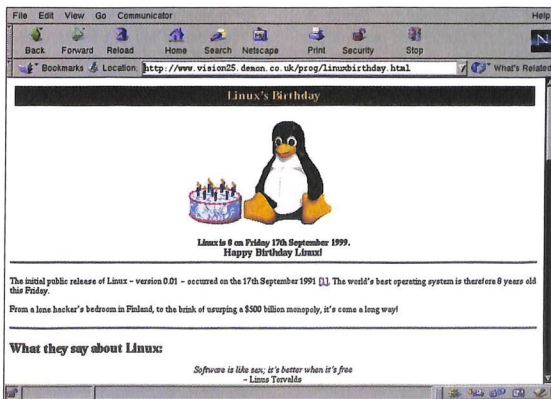 File Edit View Go Communicator Help
Back Forward Reload Home Search Netscape Print Security Stop
N
Bookmarks Location: http://www.vision25.demon.co.uk/prog/linuxbirthday.html What's Related
Linux's Birthday
Linux is 8 on Friday 17th September 1999.
Happy Birthday Linux!
The initial public release of Linux - version 0.01 - occurred on the 17th September 1991 [1]. The world's best operating system is therefore 8 years old
this Friday.
From a lone hacker's bedroom in Finland, to the brink of usurping a $500 billion monopoly, it's come a long way!
What they say about Linux:
Software is like sex; it's better when it's free
- Linus Torvalds